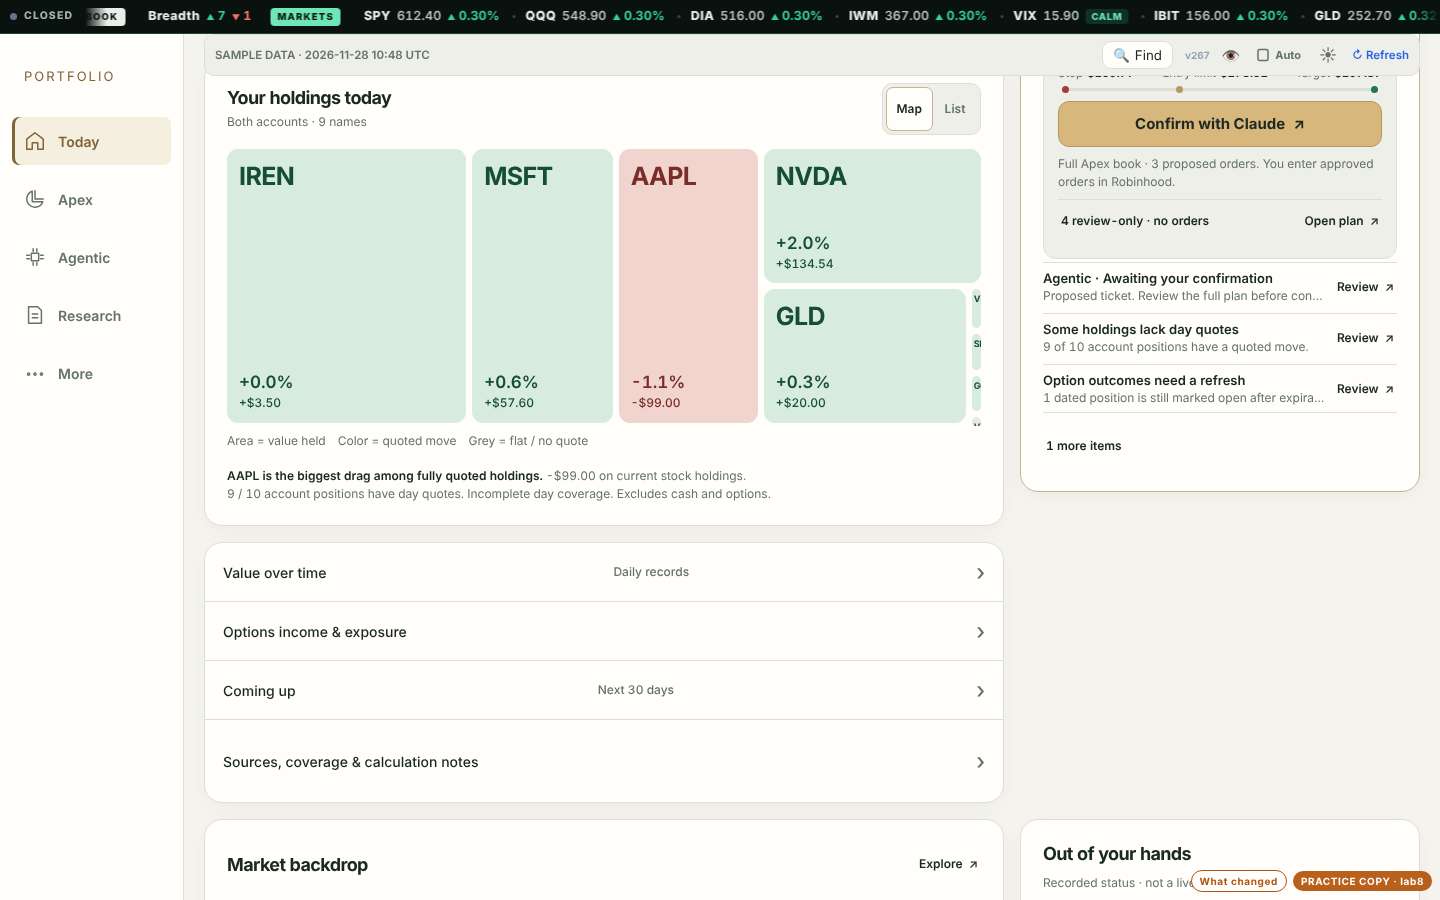 CLOSED
Breadth ▲7 ▼1
MARKETS
SPY 612.40 ▲0.30% · QQQ 548.90 ▲0.30% · DIA 516.00 ▲0.30% · IWM 367.00 ▲0.30% · VIX 15.90 CALM · IBIT 156.00 ▲0.30% · GLD 252.70 ▲0.32
SAMPLE DATA · 2026-11-28 10:48 UTC
Find
v267
Auto
↻ Refresh
PORTFOLIO
Today
Apex
Agentic
Research
More
Your holdings today
Both accounts · 9 names
Map
List
IREN
+0.0%
+$3.50
MSFT
+0.6%
+$57.60
AAPL
-1.1%
-$99.00
NVDA
+2.0%
+$134.54
GLD
+0.3%
+$20.00
Area = value held Color = quoted move Grey = flat / no quote
AAPL is the biggest drag among fully quoted holdings. -$99.00 on current stock holdings.
9 / 10 account positions have day quotes. Incomplete day coverage. Excludes cash and options.
Value over time
Daily records
Options income & exposure
Coming up
Next 30 days
Sources, coverage & calculation notes
Market backdrop
Explore ↗
Confirm with Claude ↗
Full Apex book · 3 proposed orders. You enter approved
orders in Robinhood.
4 review-only · no orders
Open plan ↗
Agentic · Awaiting your confirmation
Proposed ticket. Review the full plan before con...
Review ↗
Some holdings lack day quotes
9 of 10 account positions have a quoted move.
Review ↗
Option outcomes need a refresh
1 dated position is still marked open after expira...
Review ↗
1 more items
Out of your hands
Recorded status · not a live
What changed
PRACTICE COPY · lab8